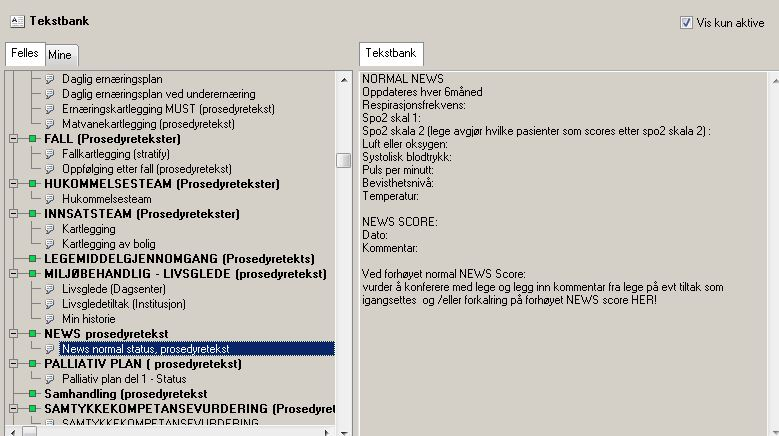 Tekstbank
Vis kun aktive
Felles
Mine
Daglig ernæringsplan
Daglig ernæringsplan ved underernæring
Ernæringskartlegging MUST (prosedyretekst)
Matvanekartlegging (prosedyretekst)
FALL (Prosedyretekster)
Fallkartlegging (stratify)
Oppfølging etter fall (prosedyretekst)
HUKOMMELSESTEAM (Prosedyretekster)
Hukommelsesteam
INNSATSTEAM (Prosedyretekster)
Kartlegging
Kartlegging av bolig
LEGEMIDDELGJENNOMGANG (Prosedyretekts)
MILJØBEHANDLIG - LIVSGLEDE (prosedyretekst)
Livsglede (Dagsenter)
Livsgledetiltak (Institusjon)
Min historie
NEWS prosedyretekst
News normal status, prosedyretekst
PALLIATIV PLAN ( prosedyretekst)
Palliativ plan del 1 - Status
Samhandling (prosedyretekst
SAMTYKKEKOMPETANSEVURDERING (Prosedyret
SAMTYKKEKOMPETANSEVURDERING
Tekstbank
NORMAL NEWS
Oppdateres hver 6måned
Respirasjonsfrekvens:
Spo2 skal 1:
Spo2 skala 2 (lege avgjør hvilke pasienter som scores etter spo2 skala 2) :
Luft eller oksygen:
Systolisk blodtrykk:
Puls per minutt:
Bevisthetsnivå:
Temperatur:
NEWS SCORE:
Dato:
Kommentar:
Ved forhøyet normal NEWS Score:
vurder å konferere med lege og legg inn kommentar fra lege på evt tiltak som
igangsettes og /eller forkalring på forhøyet NEWS score HER!